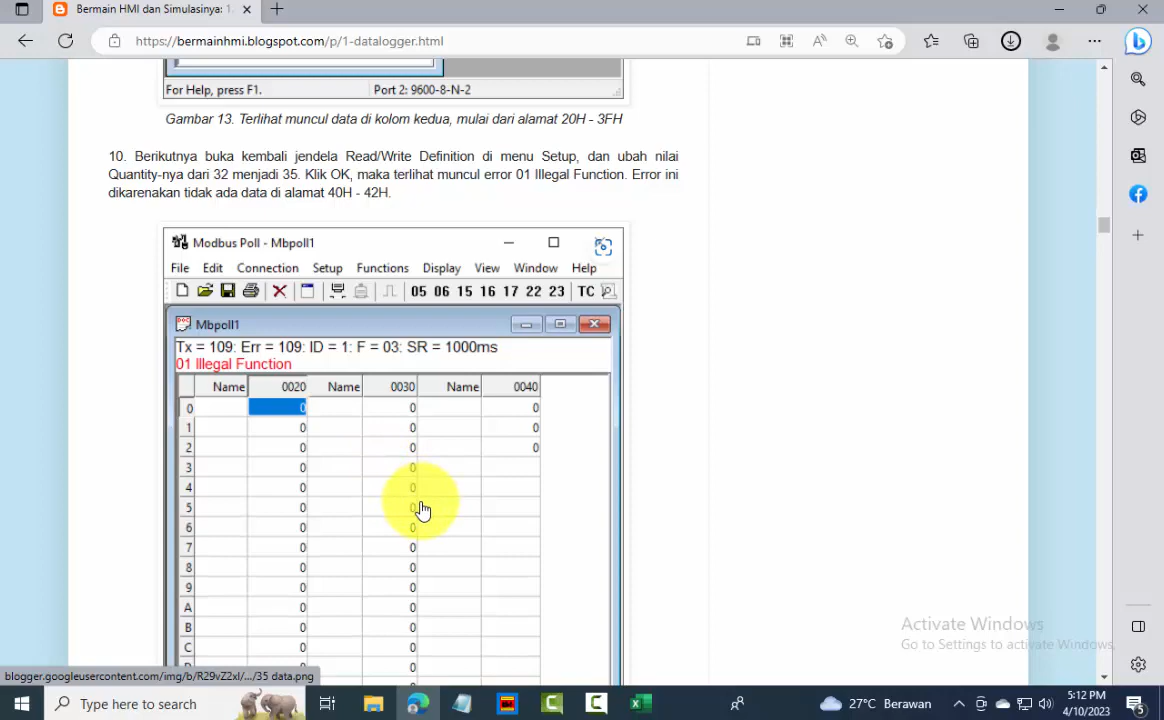 Bermain HMI dan Simulasinya: 1.
https://bermainhmi.blogspot.com/p/1-datalogger.html
For Help, press F1. Port 2: 9600-8-N-2
Gambar 13. Terlihat muncul data di kolom kedua, mulai dari alamat 20H - 3FH
10. Berikutnya buka kembali jendela Read/Write Definition di menu Setup, dan ubah nilai
Quantity-nya dari 32 menjadi 35. Klik OK, maka terlihat muncul error 01 Illegal Function. Error ini
dikarenakan tidak ada data di alamat 40H - 42H.
Modbus Poll - Mbpoll1
File Edit Connection Setup Functions Display View Window Help
05 06 15 16 17 22 23 TC
Mbpoll1
Tx = 109: Err = 109: ID = 1: F = 03: SR = 1000ms
01 Illegal Function
Name 0020 Name 0030 Name 0040
0 0 0 0
1 0 0 0
2 0 0 0
3 0 0
4 0 0
5 0 0
6 0 0
7 0 0
8 0 0
9 0 0
A 0 0
B 0 0
C 0 0
0 0
Activate Windows
Go to Settings to activate Windows.
blogger.googleusercontent.com/img/b/R29vZ2xl/.../35 data.png
Type here to search
27°C Berawan
5:12 PM
4/10/2023
5